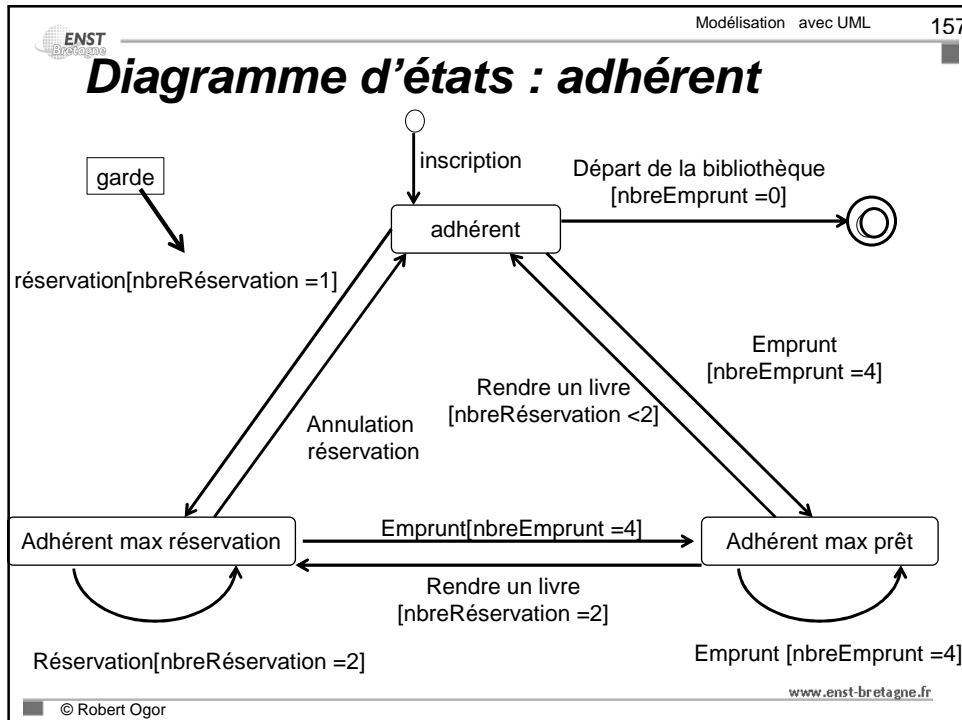 Modélisation avec UML
157
ENST
Bretagne
Diagramme d'états : adhérent
inscription
garde
Départ de la bibliothèque
[nbreEmprunt =0]
adhérent
réservation[nbreRéservation =1]
Emprunt
[nbreEmprunt =4]
Rendre un livre
[nbreRéservation <2]
Annulation
réservation
Adhérent max réservation
Emprunt[nbreEmprunt =4]
Adhérent max prêt
Rendre un livre
[nbreRéservation =2]
Réservation[nbreRéservation =2]
Emprunt [nbreEmprunt =4]
www.enst-bretagne.fr
© Robert Ogor